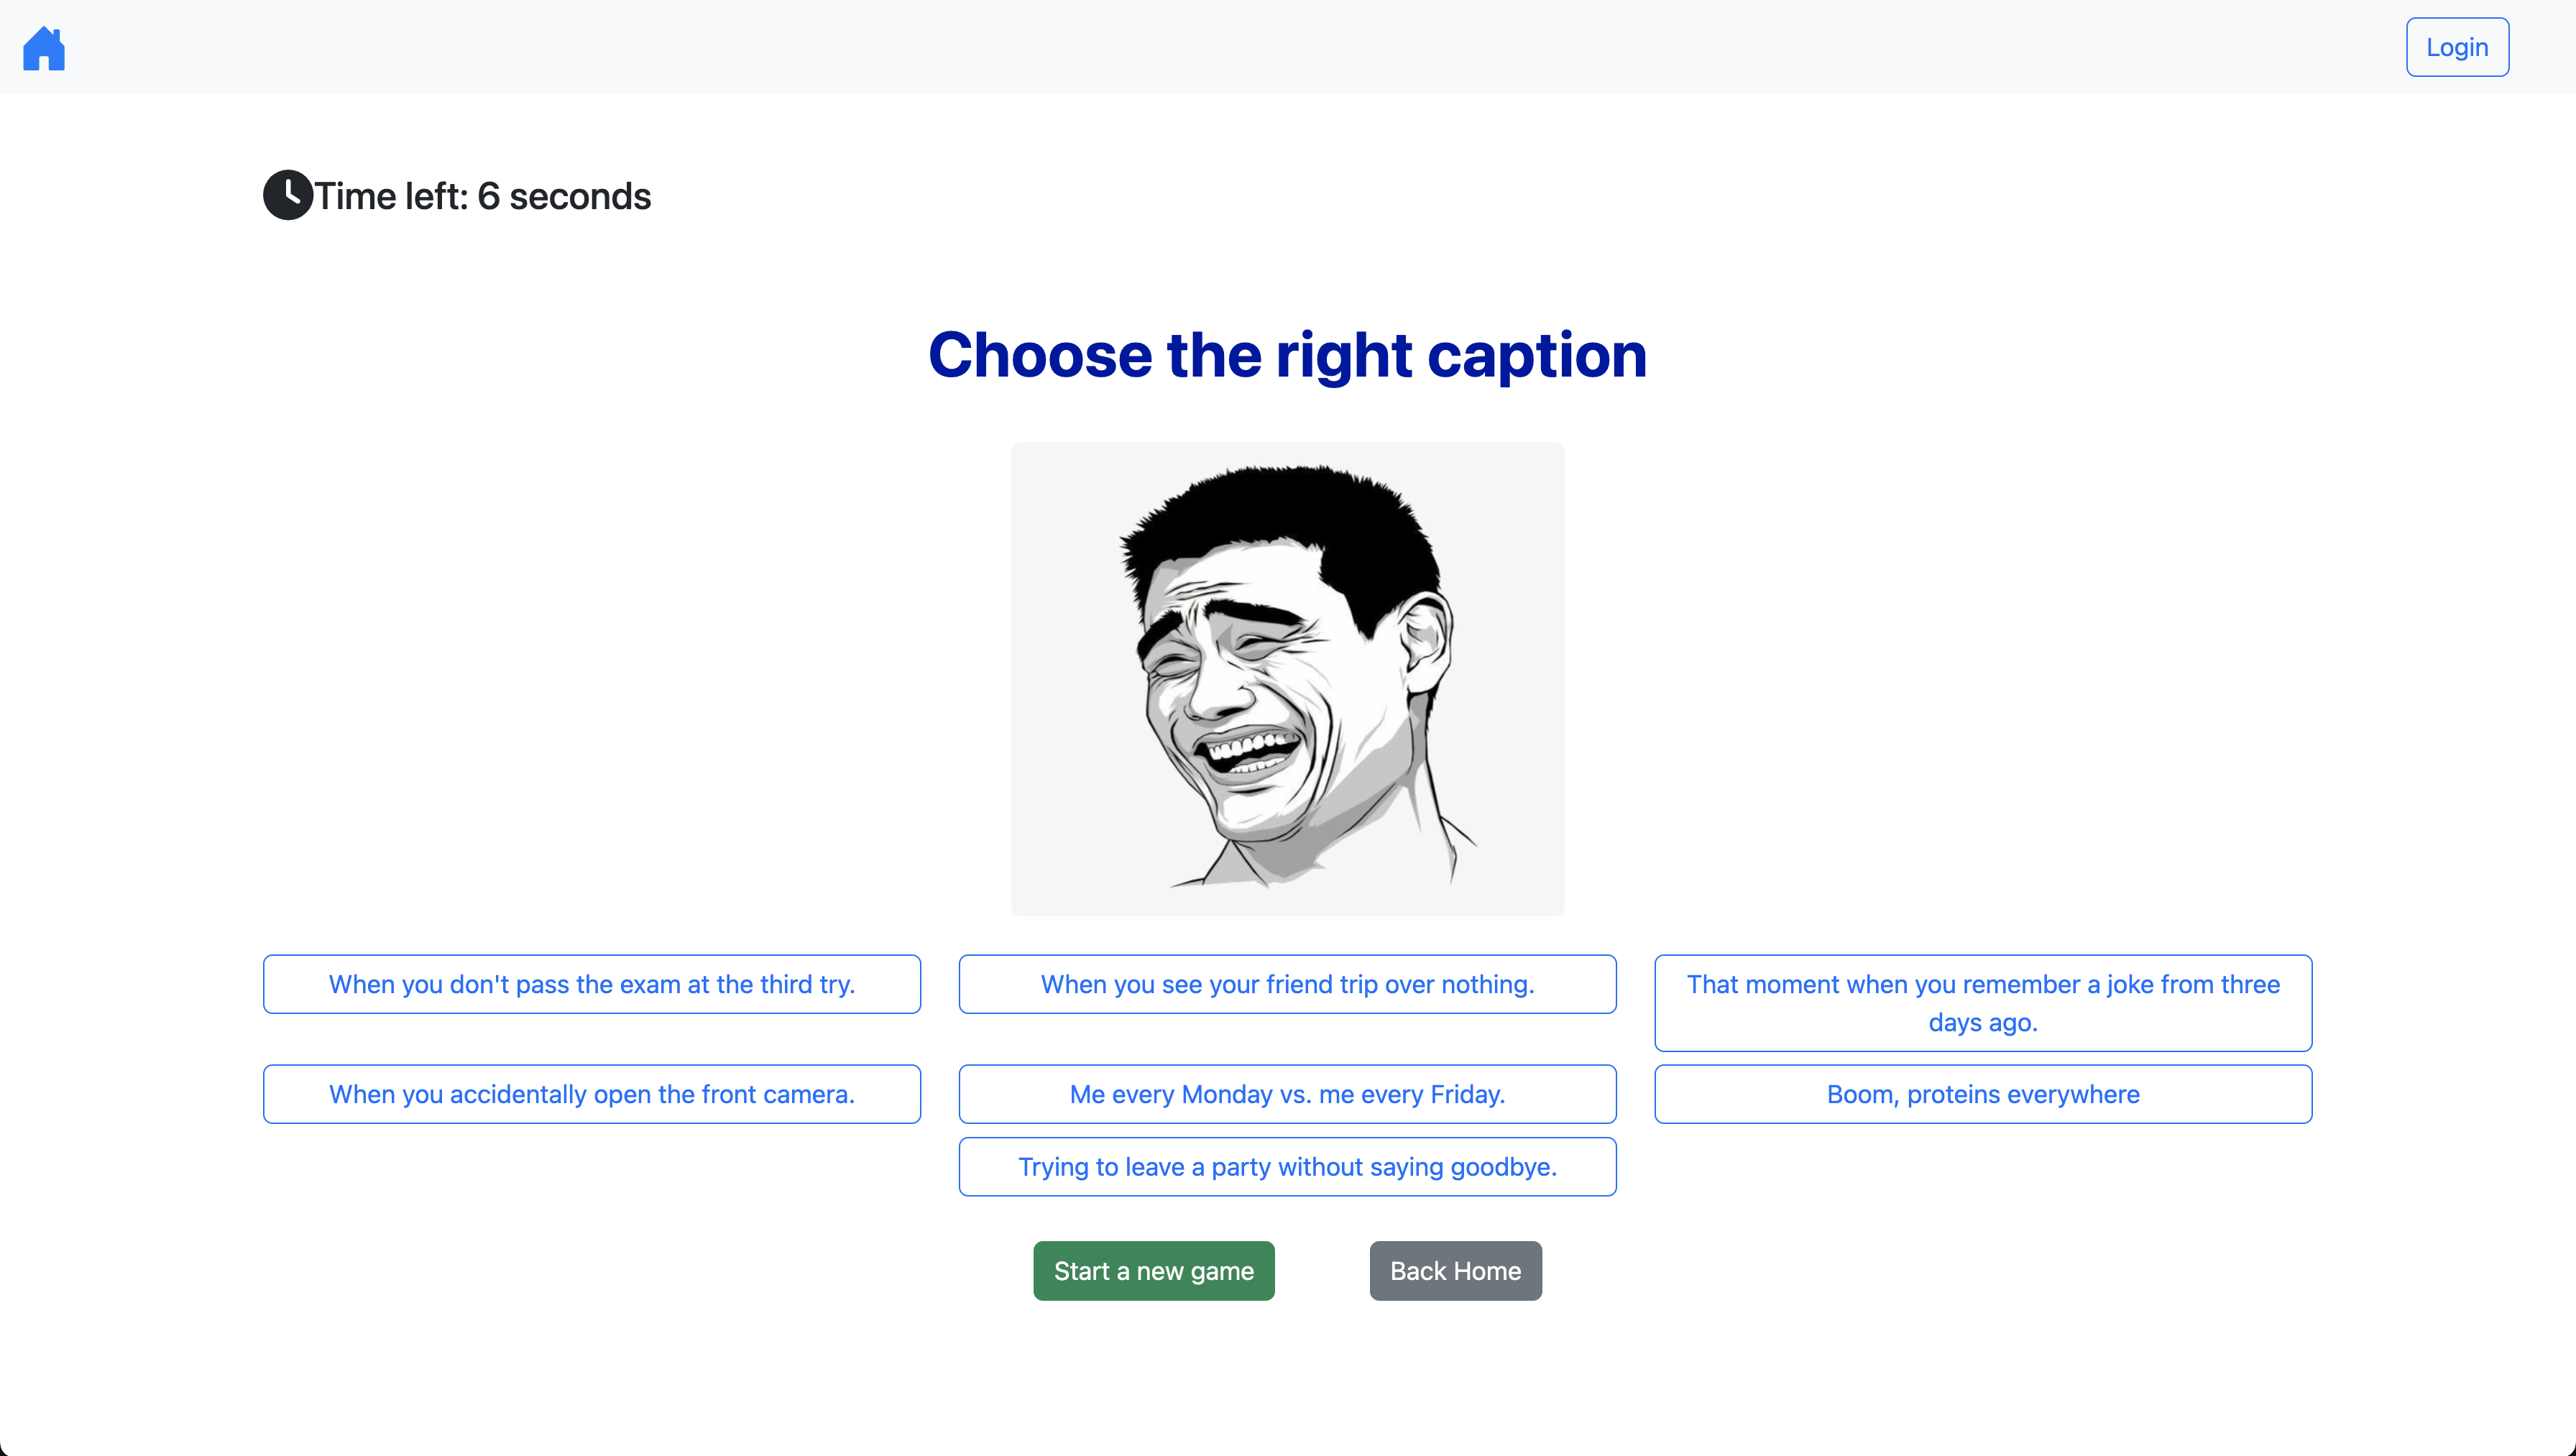 Login
Time left: 6 seconds
Choose the right caption
When you don't pass the exam at the third try.
When you see your friend trip over nothing.
That moment when you remember a joke from three
days ago.
When you accidentally open the front camera.
Me every Monday vs. me every Friday.
Boom, proteins everywhere
Trying to leave a party without saying goodbye.
Start a new game
Back Home